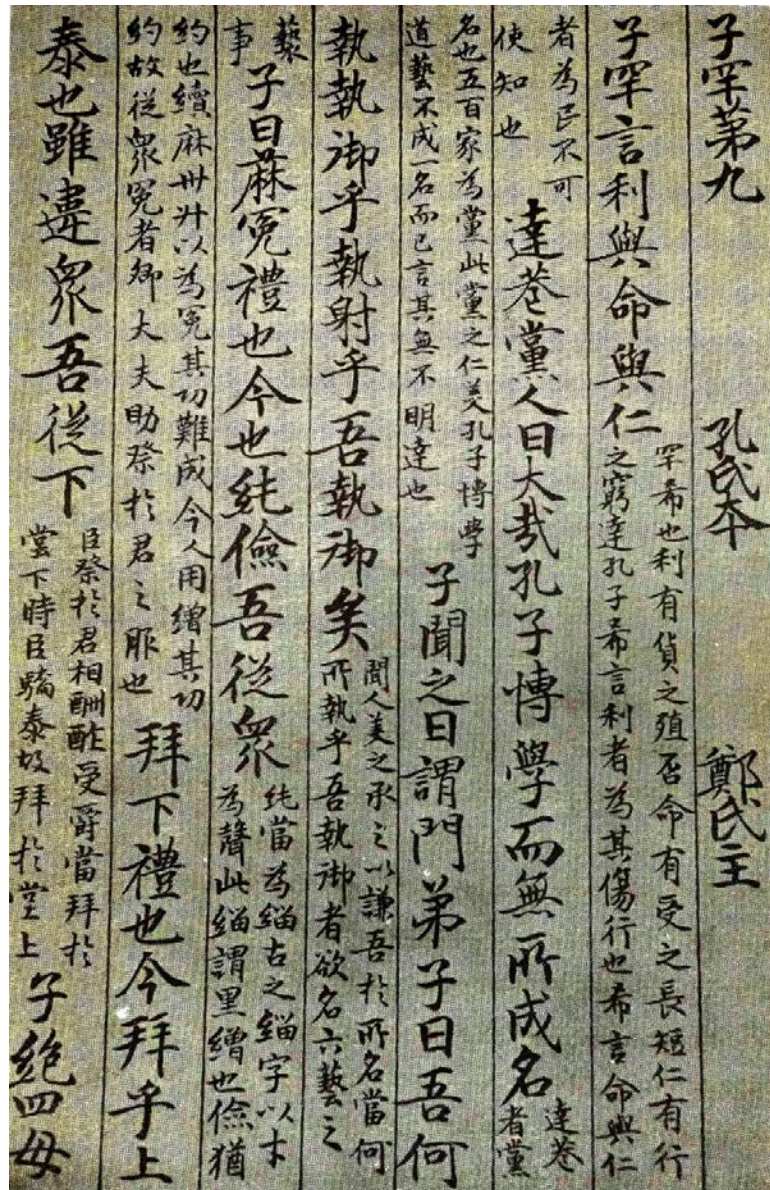 子罕苐九 孔氏本 鄭氏主
子罕言利與命與仁 罕希也利有貨之殖否命有受之長短仁有行之窮達孔子希言利者為其傷行也希言命與仁
者為民不可使知也 達巷黨人曰大哉孔子博學而無所成名 達巷者黨
名也五百家為黨此黨之仁美孔子博學道藝不成一名而已言其無不明達也 子聞之曰謂門弟子曰吾何
執執御乎執射乎吾執御矣 聞人美之承之以謙吾於所名當何所執乎吾執御者欲名六藝之
褻事 子曰蔴冕禮也今也純儉吾從眾 純當為緇古之緇字以才為聲此緇謂黑繒也儉猶
約也績麻卅升以為冕其功難成今人用繒其功約故從眾冕者卿大夫助祭於君之服也 拜下禮也今拜乎上
泰也雖違眾吾從下 臣祭於君相酬酢受爵當拜於堂下時臣驕泰故拜於堂上 子絕四毋